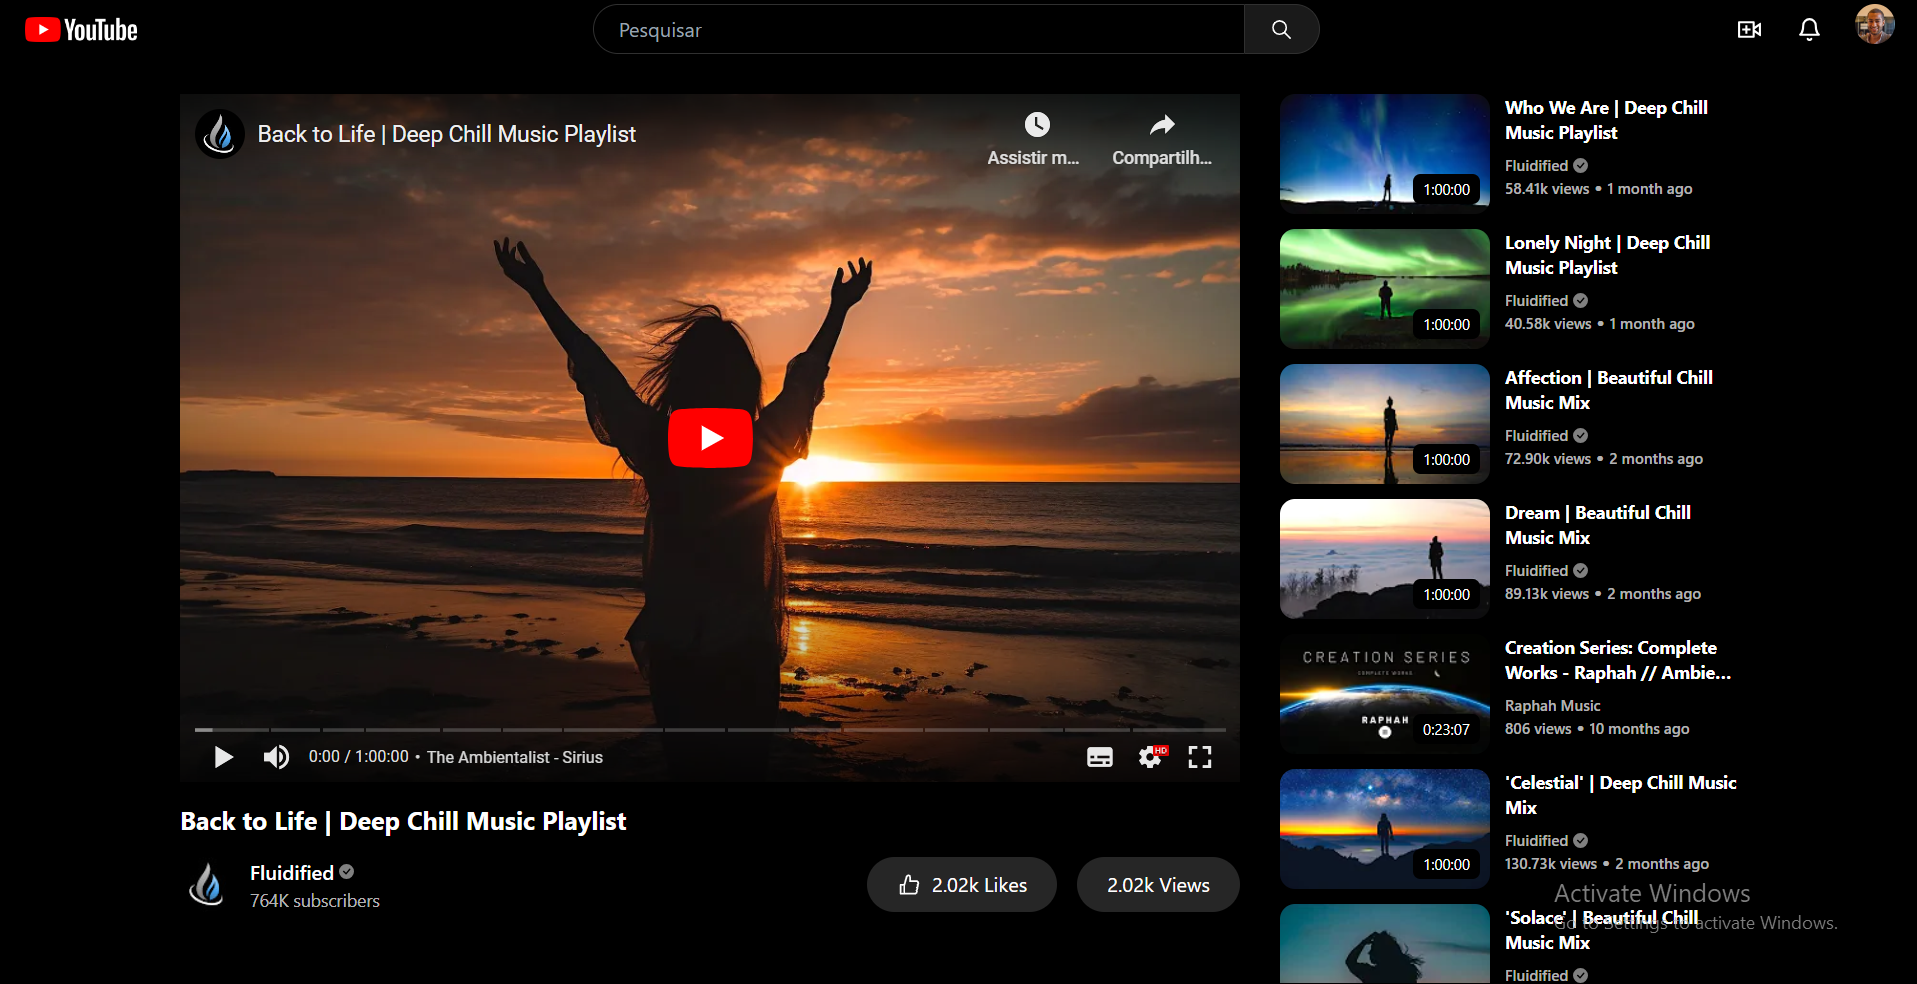 YouTube
Pesquisar
Back to Life | Deep Chill Music Playlist
Assistir m...
Compartilh...
0:00 / 1:00:00 • The Ambientalist - Sirius
HD
Back to Life | Deep Chill Music Playlist
Fluidified
764K subscribers
2.02k Likes
2.02k Views
1:00:00
Who We Are | Deep Chill
Music Playlist
Fluidified
58.41k views • 1 month ago
1:00:00
Lonely Night | Deep Chill
Music Playlist
Fluidified
40.58k views • 1 month ago
1:00:00
Affection | Beautiful Chill
Music Mix
Fluidified
72.90k views • 2 months ago
1:00:00
Dream | Beautiful Chill
Music Mix
Fluidified
89.13k views • 2 months ago
CREATION SERIES
COMPLETE WORKS
RAPHAH
0:23:07
Creation Series: Complete
Works - Raphah // Ambie...
Raphah Music
806 views • 10 months ago
1:00:00
'Celestial' | Deep Chill Music
Mix
Fluidified
130.73k views • 2 months ago
Activate Windows
Go to Settings to activate Windows.
'Solace' | Beautiful Chill
Music Mix
Fluidified